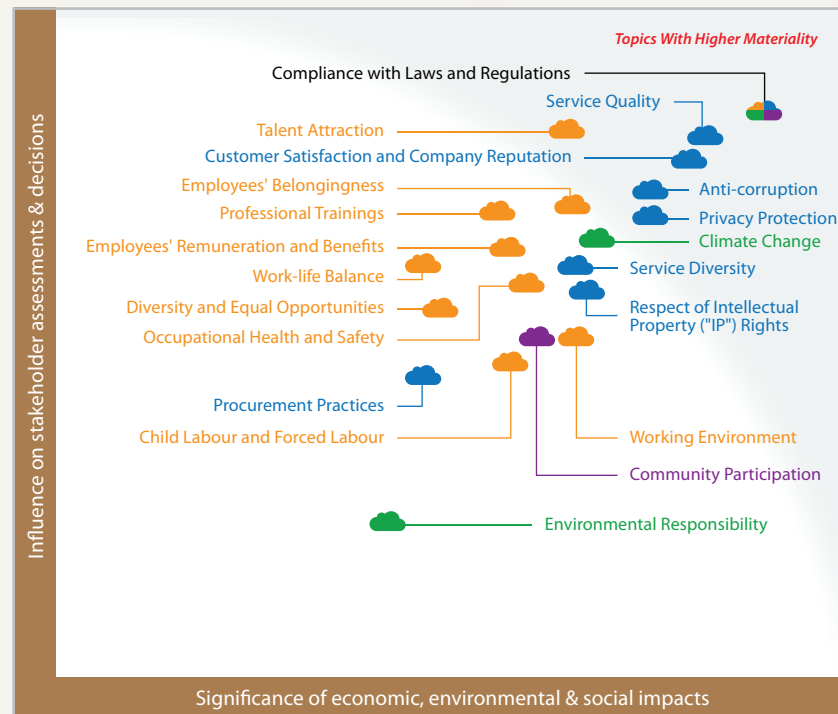 Topics With Higher Materiality
Compliance with Laws and Regulations
Service Quality
Talent Attraction
Customer Satisfaction and Company Reputation
Employees' Belongingness
Anti-corruption
Professional Trainings
Privacy Protection
Climate Change
Employees' Remuneration and Benefits
Service Diversity
Work-life Balance
Diversity and Equal Opportunities
Respect of Intellectual
Property ("IP") Rights
Occupational Health and Safety
Procurement Practices
Child Labour and Forced Labour
Working Environment
Community Participation
Environmental Responsibility
Influence on stakeholder assessments & decisions
Significance of economic, environmental & social impacts